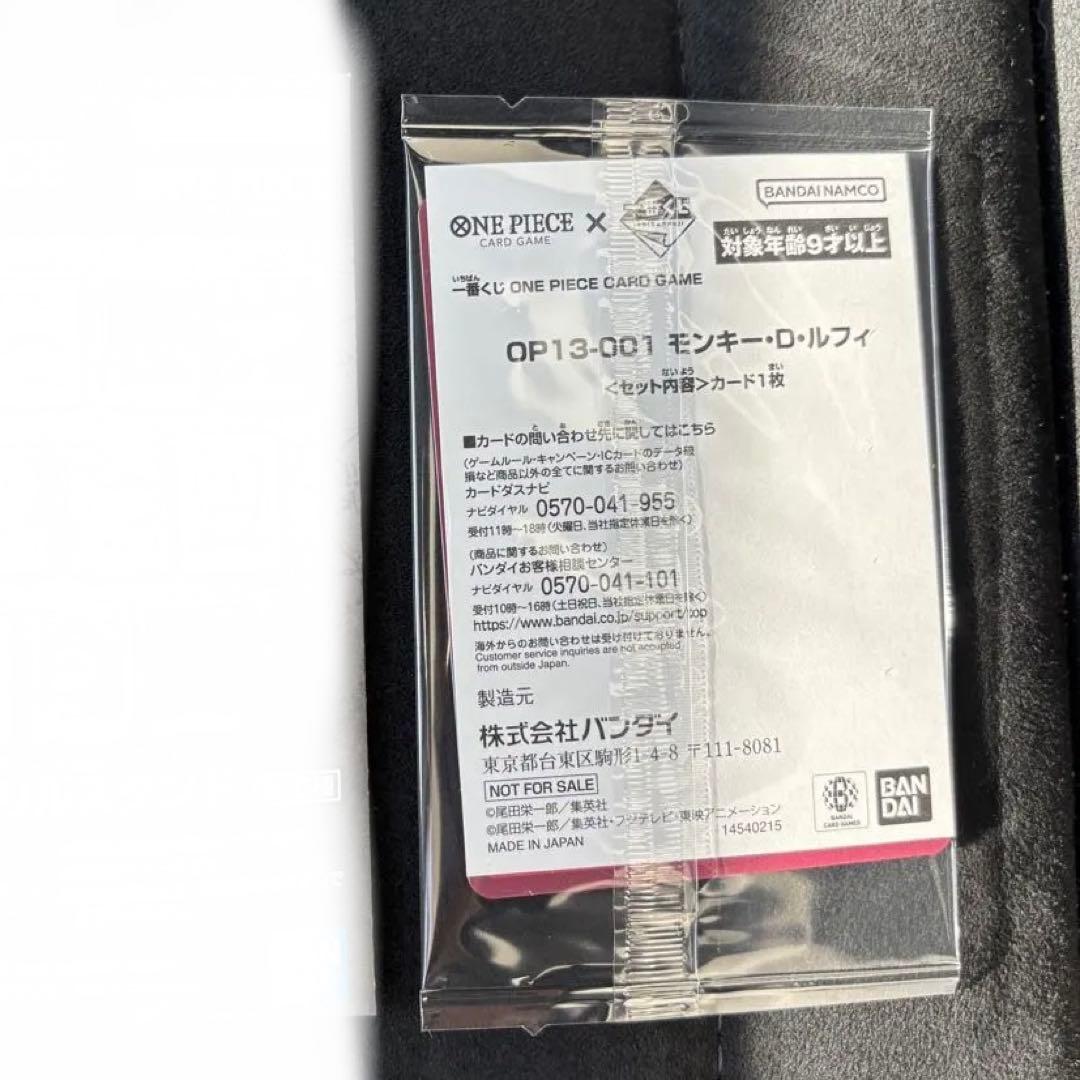 ONE PIECE CARD GAME ×
BANDAI NAMCO
対象年齢9才以上
一番くじ ONE PIECE CARD GAME
OP13-001 モンキー・D・ルフィ
<セット内容>カード1枚
■カードの問い合わせ先に関してはこちら
(ゲームルール・キャンペーン・ICカードのデータ破
損など商品以外の全てに関するお問い合わせ)
カードダスナビ
ナビダイヤル 0570-041-955
受付11時~18時(火曜日、当社指定休業日を除く)
(商品に関するお問い合わせ)
バンダイお客様相談センター
ナビダイヤル 0570-041-101
受付10時~16時(土日祝日、当社指定休業日を除く)
https://www.bandai.co.jp/support/top
海外からのお問い合わせは受け付けておりません。
Customer service inquiries are not accepted
from outside Japan.
製造元
株式会社バンダイ
東京都台東区駒形1-4-8 〒111-8081
NOT FOR SALE
©尾田栄一郎/集英社
©尾田栄一郎/集英社・フジテレビ・東映アニメーション
MADE IN JAPAN
14540215
BANDAI CARD GAMES
BAN
DAI